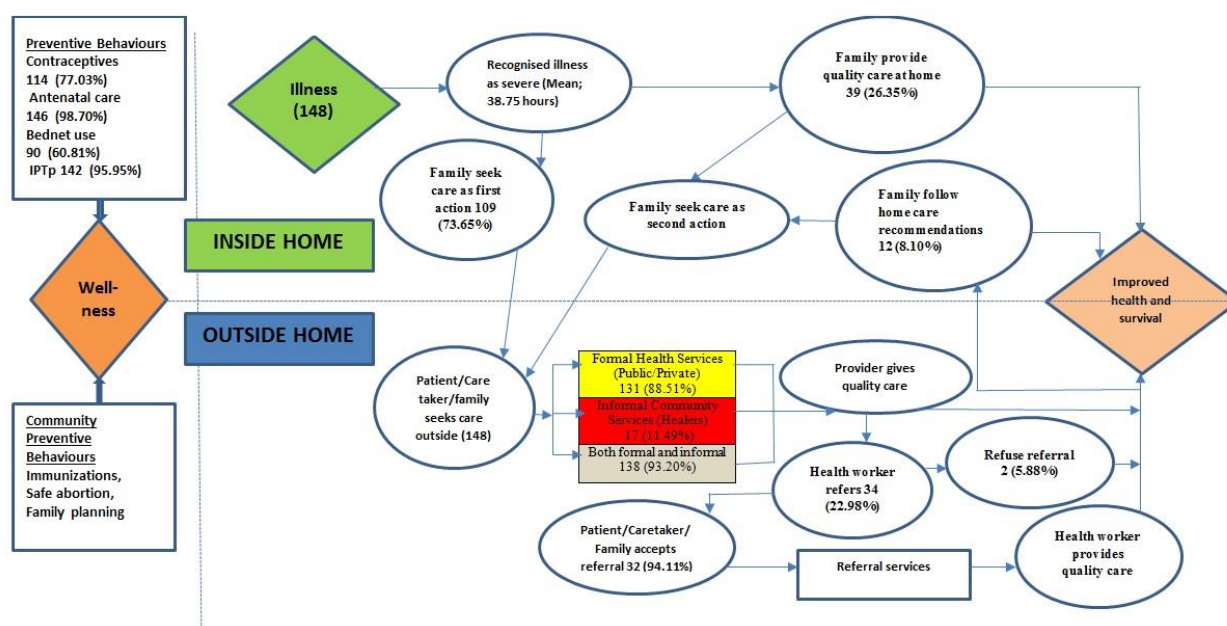 Preventive Behaviours
Contraceptives
114 (77.03%)
Antenatal care
146 (98.70%)
Bednet use
90 (60.81%)
IPTp 142 (95.95%)
Well-
ness
Community
Preventive
Behaviours
Immunizations,
Safe abortion,
Family planning
Illness
(148)
Recognised illness
as severe (Mean;
38.75 hours)
Family provide
quality care at home
39 (26.35%)
Family seek
care as first
action 109
(73.65%)
Family seek care as
second action
Family follow
home care
recommendations
12 (8.10%)
INSIDE HOME
Improved
health and
survival
OUTSIDE HOME
Patient/Care
taker/family
seeks care
outside (148)
Formal Health Services
(Public/Private)
131 (88.51%)
Informal Community
Services (Healers)
17 (11.49%)
Both formal and informal
138 (93.20%)
Provider gives
quality care
Health worker
refers 34
(22.98%)
Refuse referral
2 (5.88%)
Patient/Caretaker/
Family accepts
referral 32 (94.11%)
Referral services
Health worker
provides
quality care